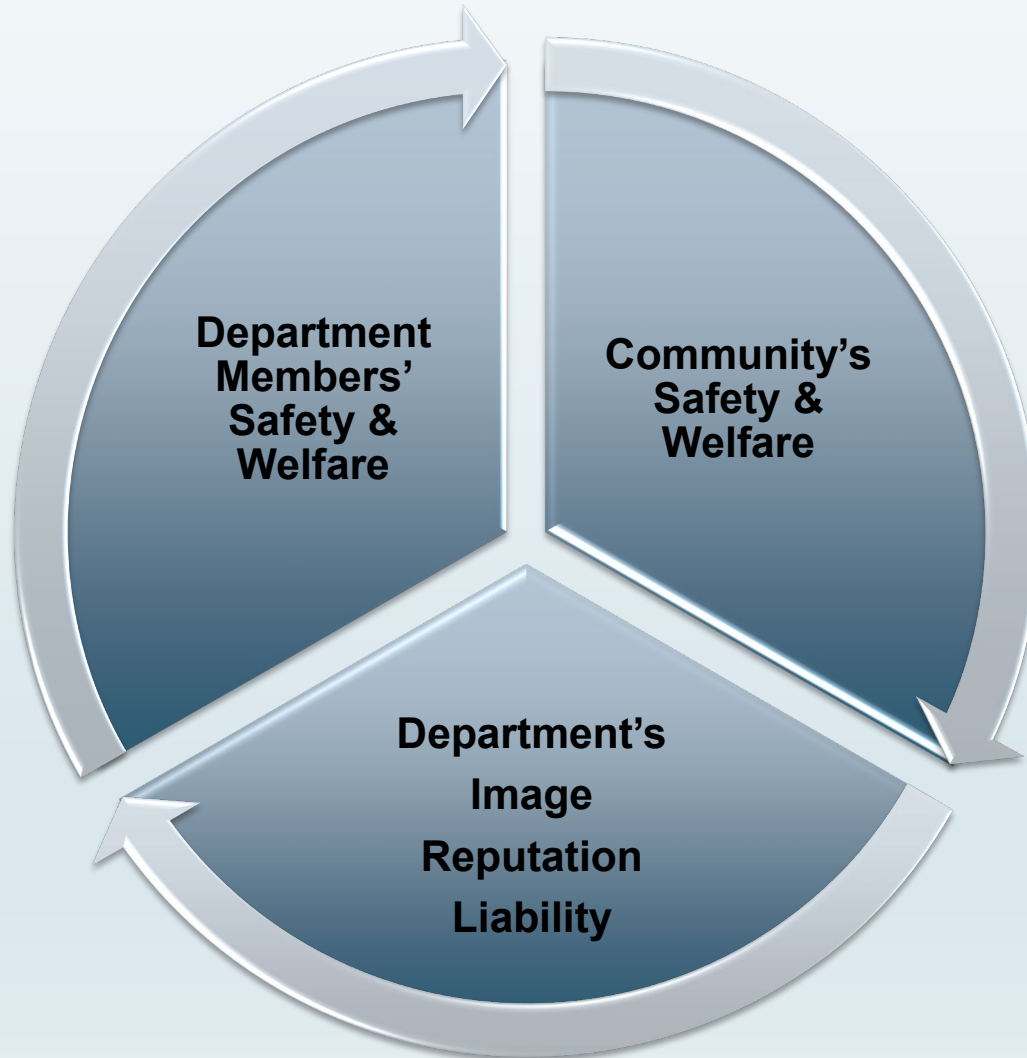 Department
Members’
Safety &
Welfare
Community’s
Safety &
Welfare
Department’s
Image
Reputation
Liability